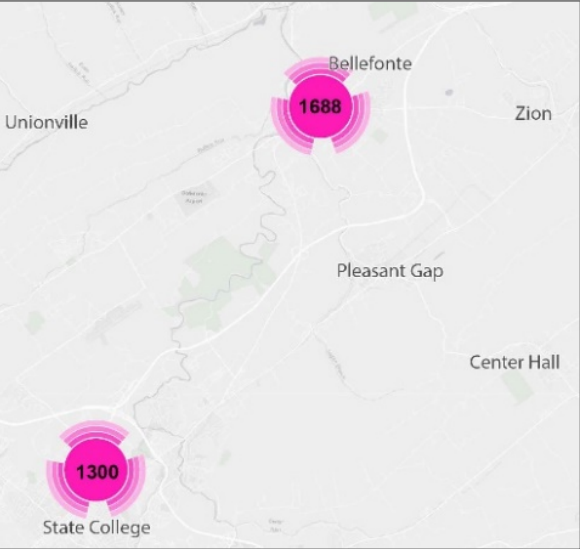 Bellefonte
1688
Zion
Unionville
Pleasant Gap
Center Hall
1300
State College